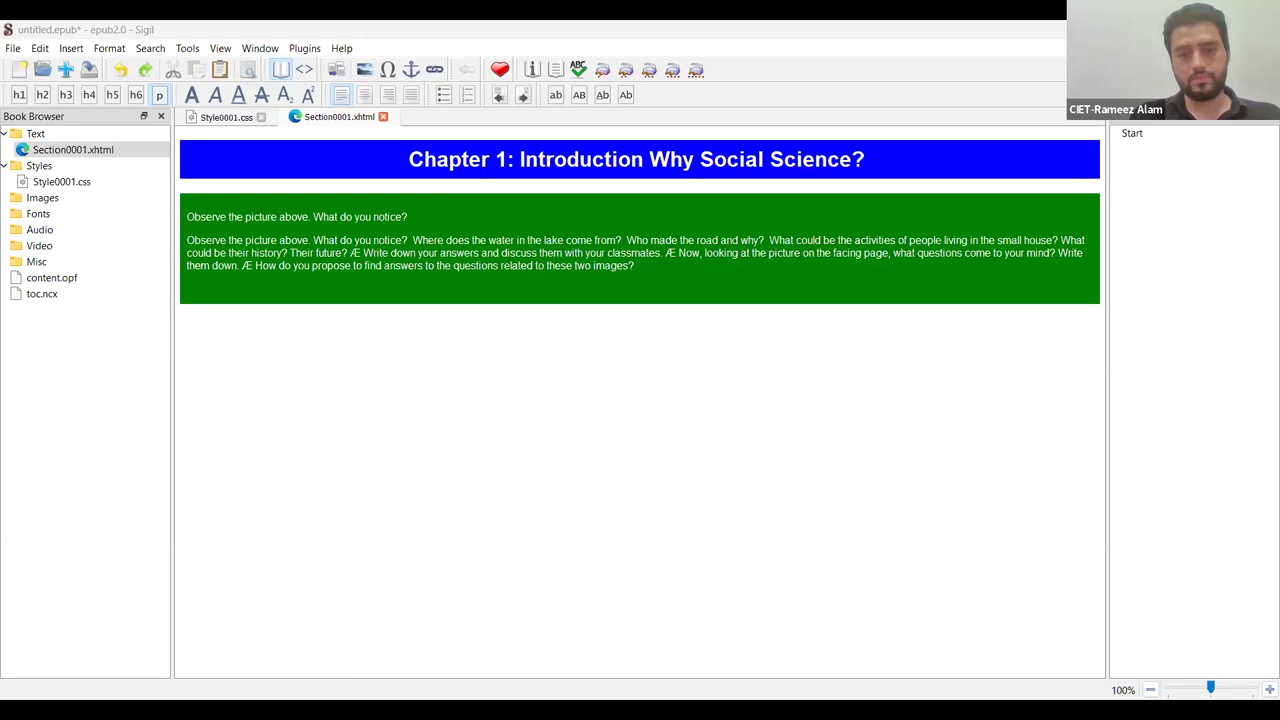 untitled.epub* - epub2.0 - Sigil
File Edit Insert Format Search Tools View Window Plugins Help
h1 h2 h3 h4 h5 h6 p A A A A A2 A2 ab AB Ab Ab
ABC
CIET-Rameez Alam
Book Browser
Style0001.css
Section0001.xhtml
Text
Section0001.xhtml
Styles
Style0001.css
Images
Fonts
Audio
Video
Misc
content.opf
toc.ncx
Chapter 1: Introduction Why Social Science?
Observe the picture above. What do you notice?
Observe the picture above. What do you notice?  Where does the water in the lake come from?  Who made the road and why?  What could be the activities of people living in the small house? What
could be their history? Their future? Æ Write down your answers and discuss them with your classmates. Æ Now, looking at the picture on the facing page, what questions come to your mind? Write
them down. Æ How do you propose to find answers to the questions related to these two images?
Start
100%